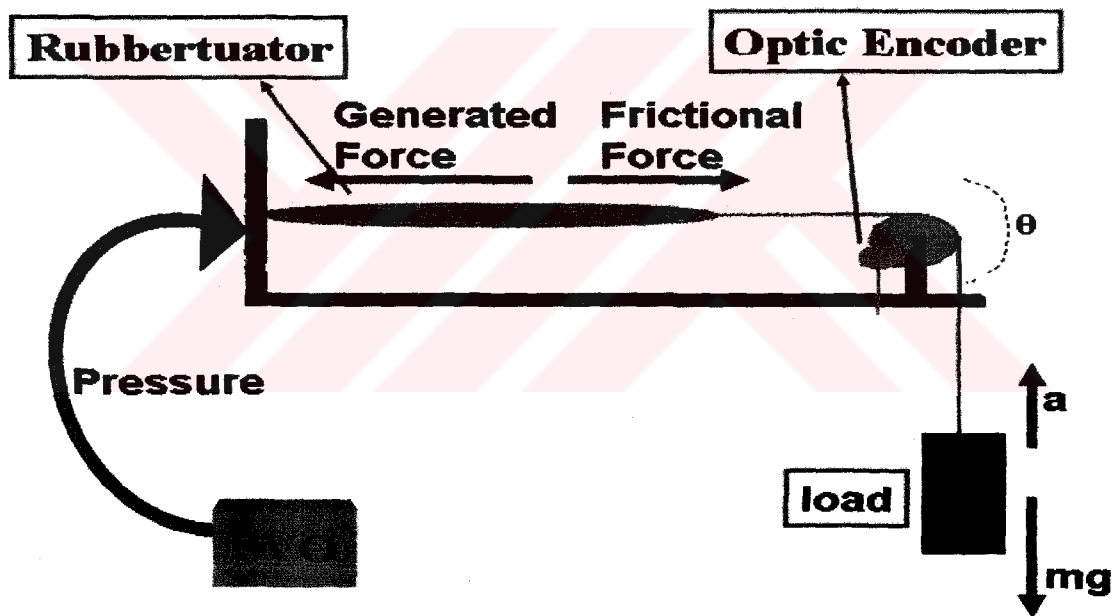 Rubbertuator
Optic Encoder
Generated
Force
Frictional
Force
θ
Pressure
a
load
mg